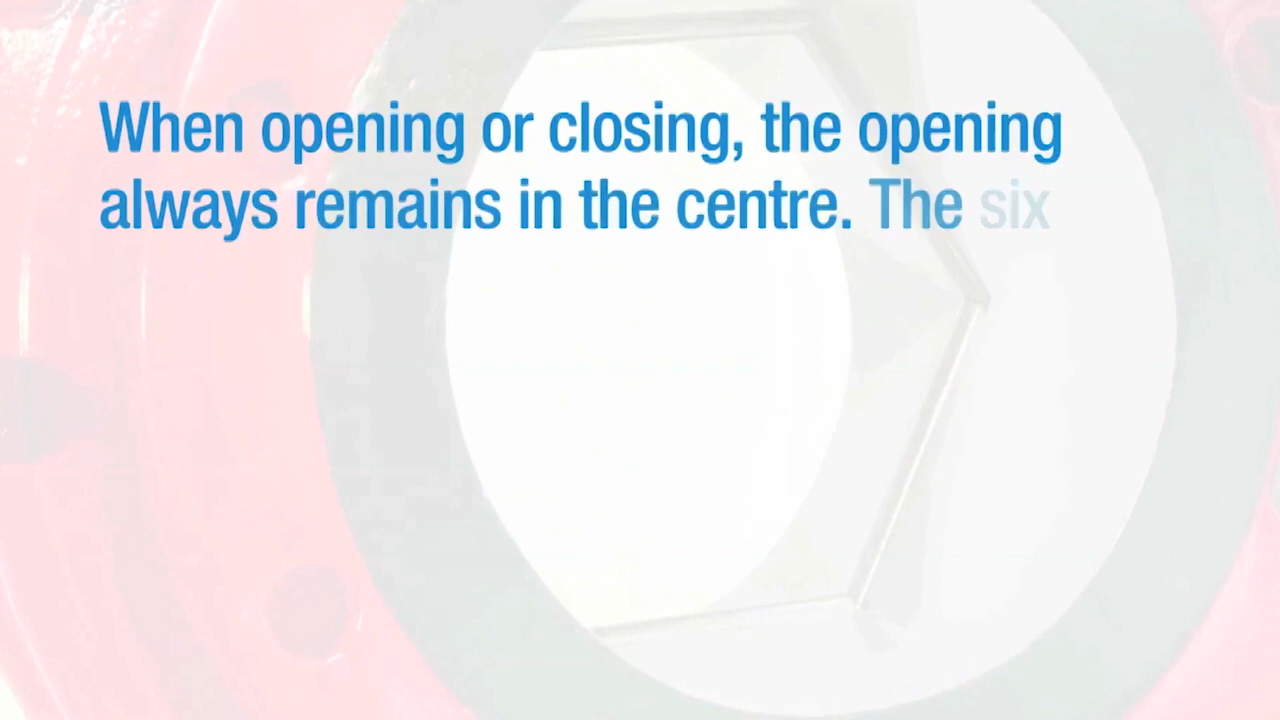 When opening or closing, the opening
always remains in the centre. The six